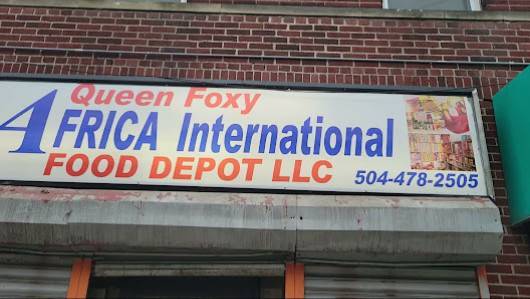 Queen Foxy
AFRICA International
FOOD DEPOT LLC
504-478-2505